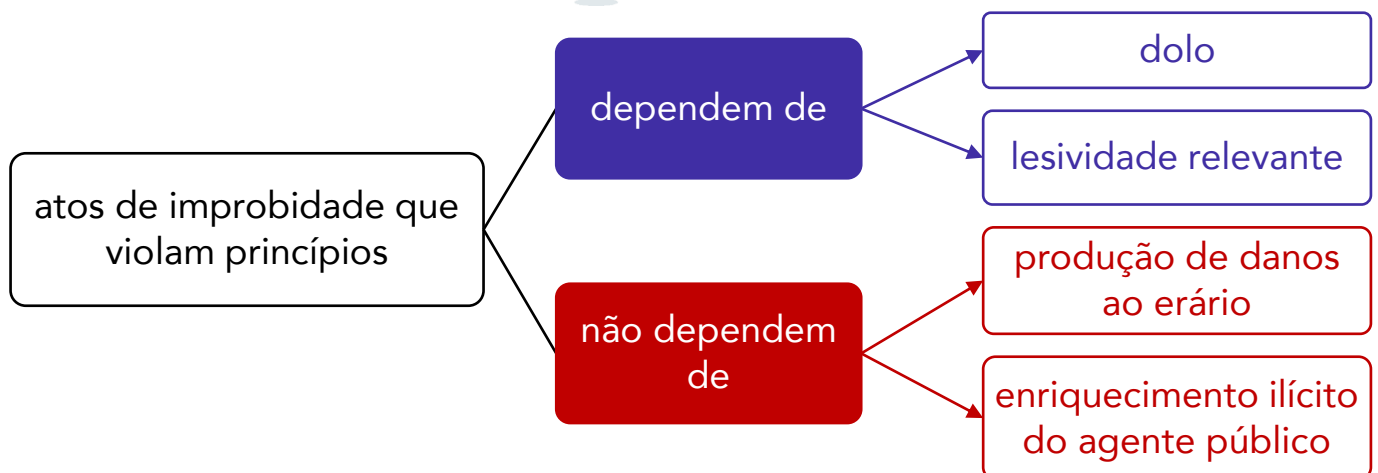 atos de improbidade que
violam princípios
dependem de
dolo
lesividade relevante
não dependem
de
produção de danos
ao erário
enriquecimento ilícito
do agente público